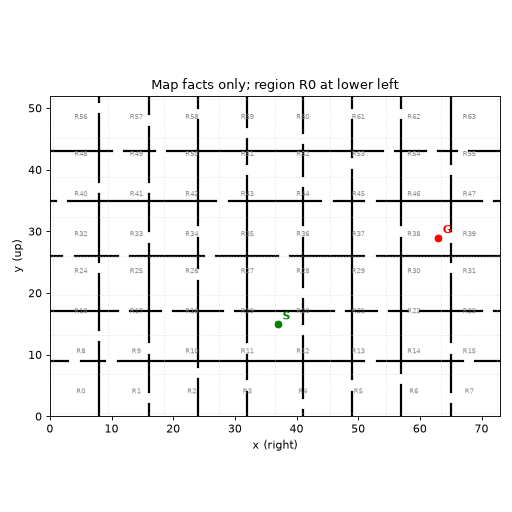 Map facts only; region R0 at lower left
50
R56 R57 R58 R59 R60 R61 R62 R63
R48 R49 R50 R51 R52 R53 R54 R55
40
R40 R41 R42 R43 R44 R45 R46 R47
G
30
R32 R33 R34 R35 R36 R37 R38 R39
R24 R25 R26 R27 R28 R29 R30 R31
20
R16 R17 R18 R19 R20 R21 R22 R23
S
10
R8 R9 R10 R11 R12 R13 R14 R15
R0 R1 R2 R3 R4 R5 R6 R7
0
0 10 20 30 40 50 60 70
x (right)
y (up)